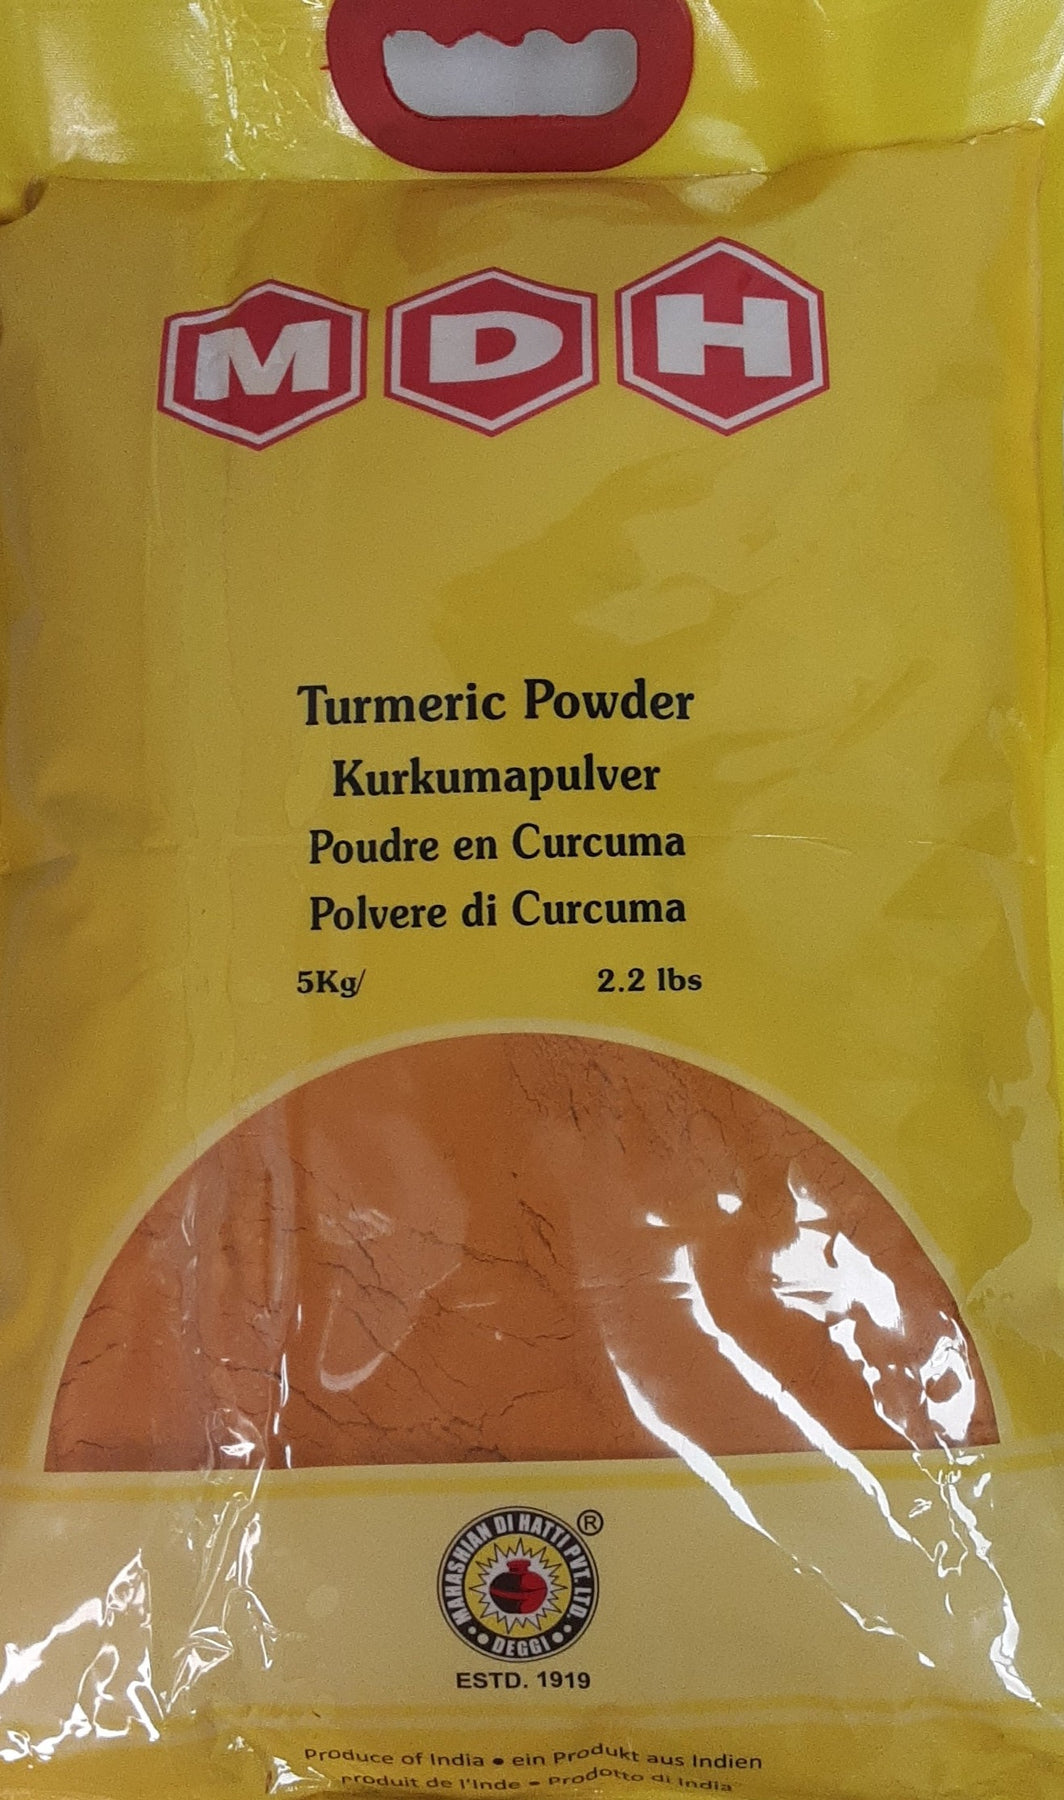 MDH
Turmeric Powder
Kurkumapulver
Poudre en Curcuma
Polvere di Curcuma
5Kg/ 2.2 lbs
MAHASHIAN DI HATTI PVT. LTD. ®
DEGGI
ESTD. 1919
Produce of India • ein Produkt aus Indien
produit de l'Inde - Prodotto di India